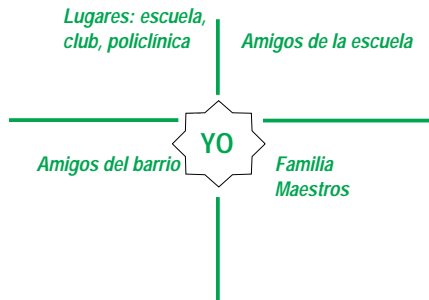 Lugares: escuela,
club, policlínica
Amigos de la escuela
YO
Amigos del barrio
Familia
Maestros